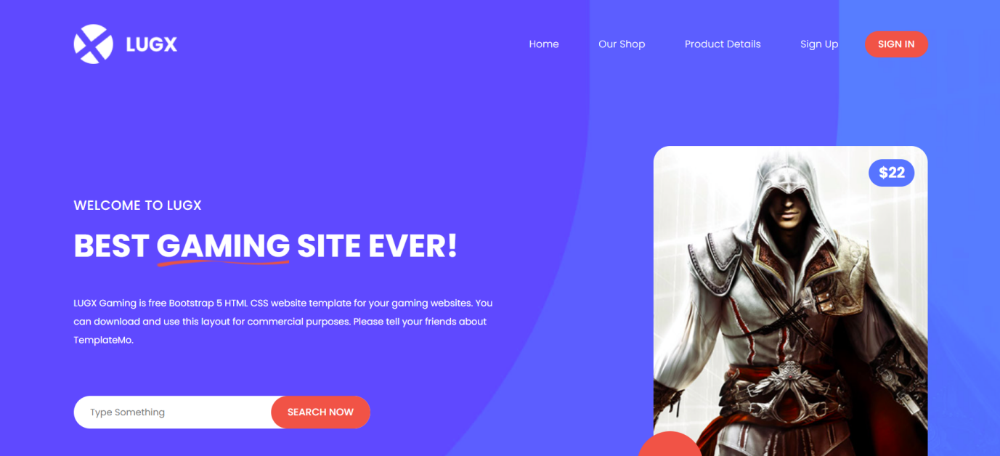 LUGX
Home
Our Shop
Product Details
Sign Up
SIGN IN
$22
WELCOME TO LUGX
BEST GAMING SITE EVER!
LUGX Gaming is free Bootstrap 5 HTML CSS website template for your gaming websites. You
can download and use this layout for commercial purposes. Please tell your friends about
TemplateMo.
Type Something
SEARCH NOW